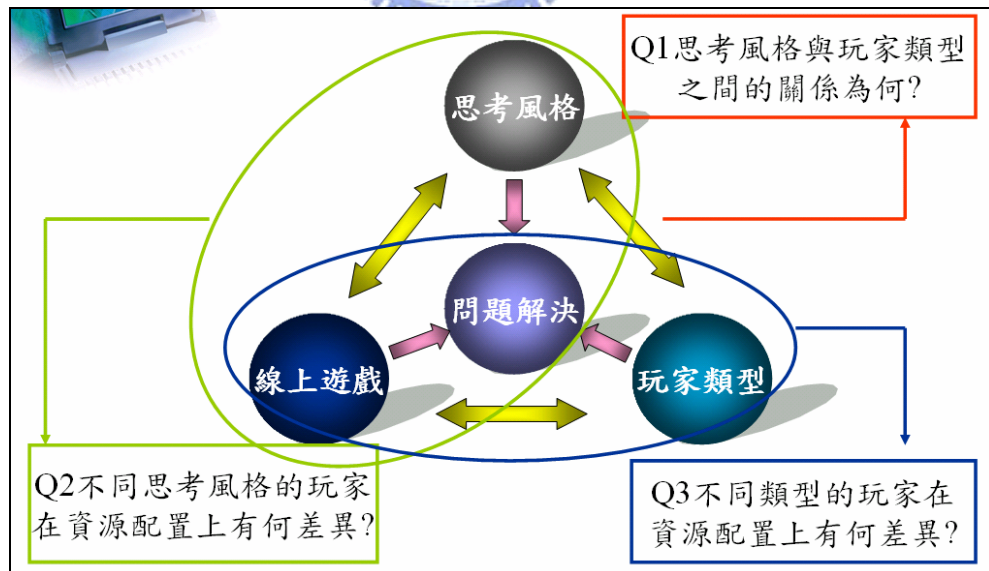 Q1思考風格與玩家類型
之間的關係為何?
思考風格
問題解決
線上遊戲
玩家類型
Q2不同思考風格的玩家
在資源配置上有何差異?
Q3不同類型的玩家在
資源配置上有何差異?